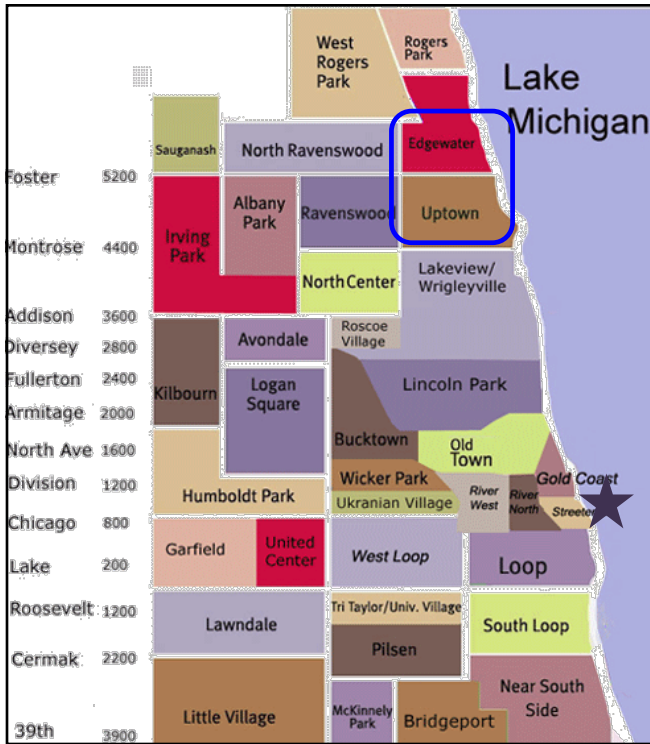 West
Rogers
Park
Rogers
Park
Lake
Michigan
Sauganash
North Ravenswood
Edgewater
Foster 5200
Albany
Park
Ravenswood
Uptown
Irving
Park
Montrose 4400
North Center
Lakeview/
Wrigleyville
Addison 3600
Diversey 2800
Avondale
Roscoe
Village
Fullerton 2400
Kilbourn
Logan
Square
Lincoln Park
Armitage 2000
Bucktown
Old
Town
North Ave 1600
Division 1200
Humboldt Park
Wicker Park
Ukranian Village
River
West
River
North
Gold Coast
Streeter
Chicago 800
Garfield
United
Center
West Loop
Loop
Lake 200
Roosevelt 1200
Lawndale
Tri Taylor/Univ. Village
South Loop
Cermak 2200
Pilsen
Little Village
McKinnely
Park
Bridgeport
Near South
Side
39th 3900